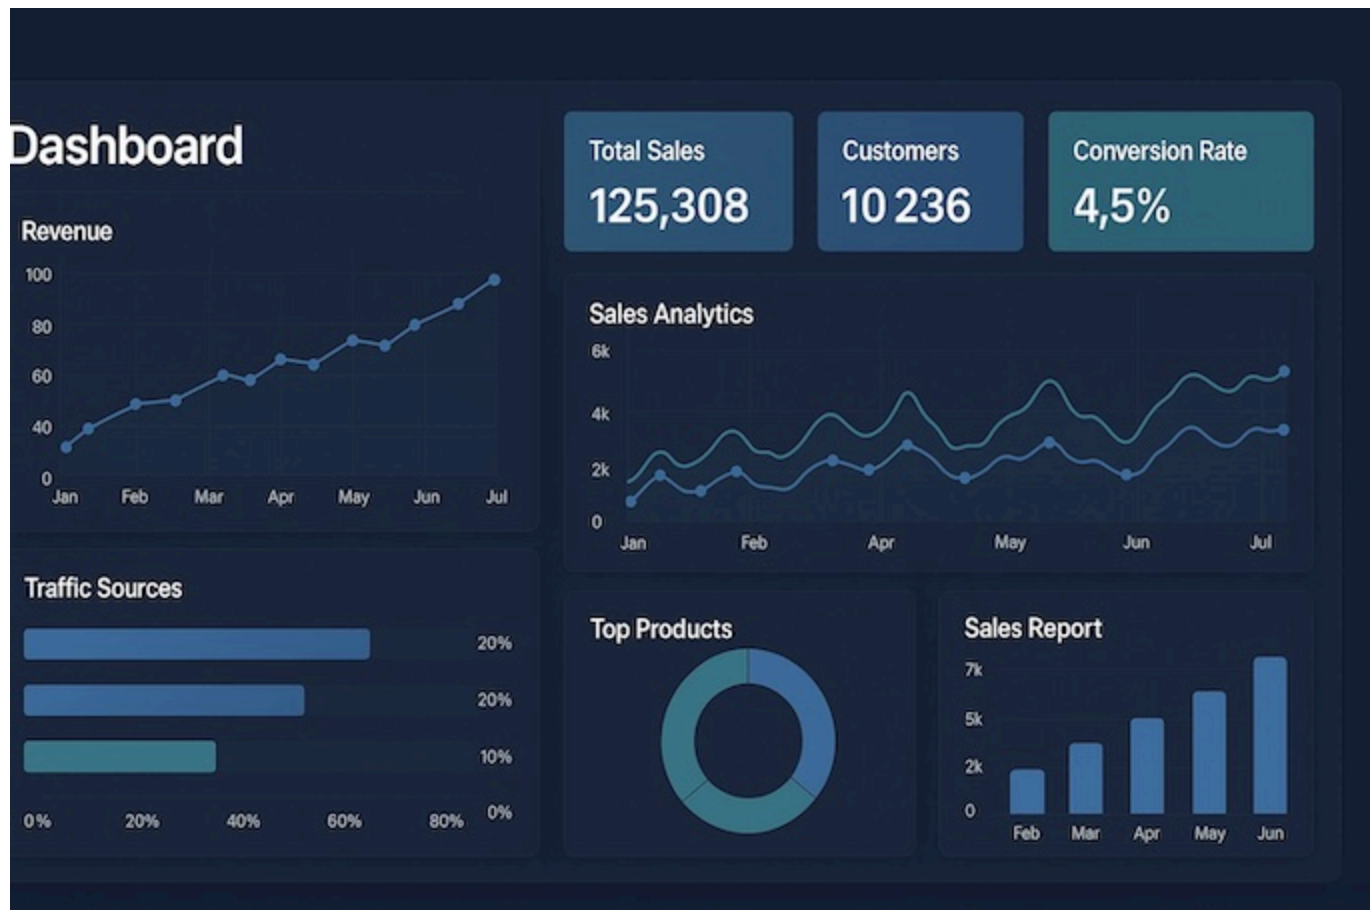 Dashboard
Revenue
100
80
60
40
0
Jan Feb Mar Apr May Jun Jul
Traffic Sources
20%
20%
10%
0%
0% 20% 40% 60% 80%
Total Sales
125,308
Customers
10 236
Conversion Rate
4,5%
Sales Analytics
6k
4k
2k
0
Jan Feb Apr May Jun Jul
Top Products
Sales Report
7k
5k
2k
0
Feb Mar Apr May Jun